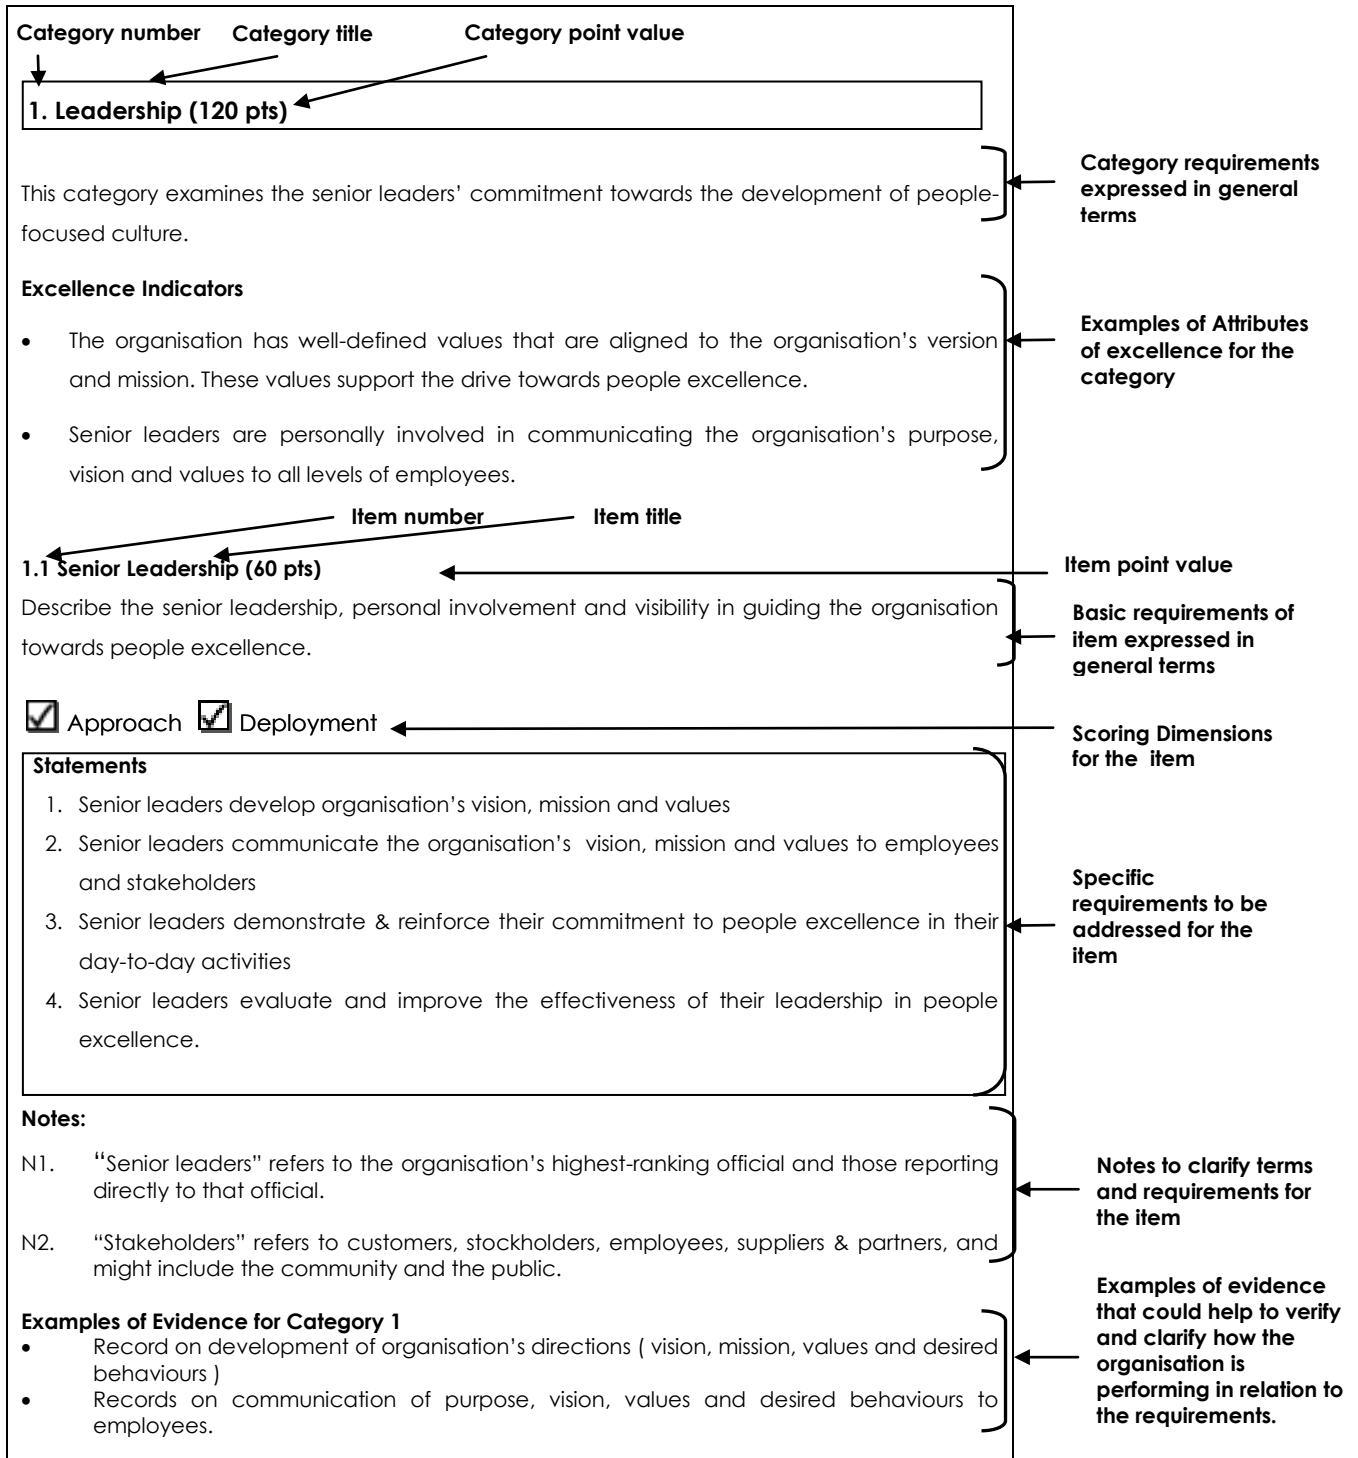 Category number Category title Category point value
1. Leadership (120 pts)
This category examines the senior leaders’ commitment towards the development of people-
focused culture.
Category requirements
expressed in general
terms
Excellence Indicators
• The organisation has well-defined values that are aligned to the organisation’s version
and mission. These values support the drive towards people excellence.
• Senior leaders are personally involved in communicating the organisation’s purpose,
vision and values to all levels of employees.
Examples of Attributes
of excellence for the
category
Item number Item title
1.1 Senior Leadership (60 pts)
Item point value
Describe the senior leadership, personal involvement and visibility in guiding the organisation
towards people excellence.
Basic requirements of
item expressed in
general terms
Approach Deployment
Scoring Dimensions
for the item
Statements
1. Senior leaders develop organisation’s vision, mission and values
2. Senior leaders communicate the organisation’s vision, mission and values to employees
and stakeholders
3. Senior leaders demonstrate & reinforce their commitment to people excellence in their
day-to-day activities
4. Senior leaders evaluate and improve the effectiveness of their leadership in people
excellence.
Specific
requirements to be
addressed for the
item
Notes:
N1. “Senior leaders” refers to the organisation’s highest-ranking official and those reporting
directly to that official.
N2. “Stakeholders” refers to customers, stockholders, employees, suppliers & partners, and
might include the community and the public.
Notes to clarify terms
and requirements for
the item
Examples of Evidence for Category 1
• Record on development of organisation’s directions ( vision, mission, values and desired
behaviours )
• Records on communication of purpose, vision, values and desired behaviours to
employees.
Examples of evidence
that could help to verify
and clarify how the
organisation is
performing in relation to
the requirements.